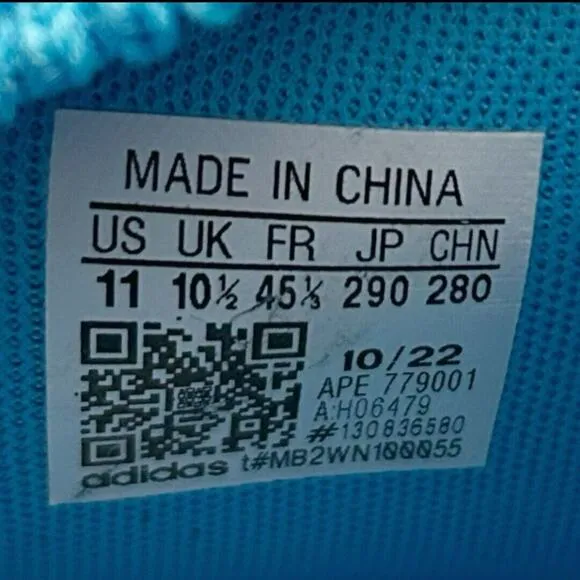 MADE IN CHINA
US UK FR JP CHN
11 10½ 45⅓ 290 280
10/22
APE 779001
A:H06479
#130836580
adidas t#MB2WN100055